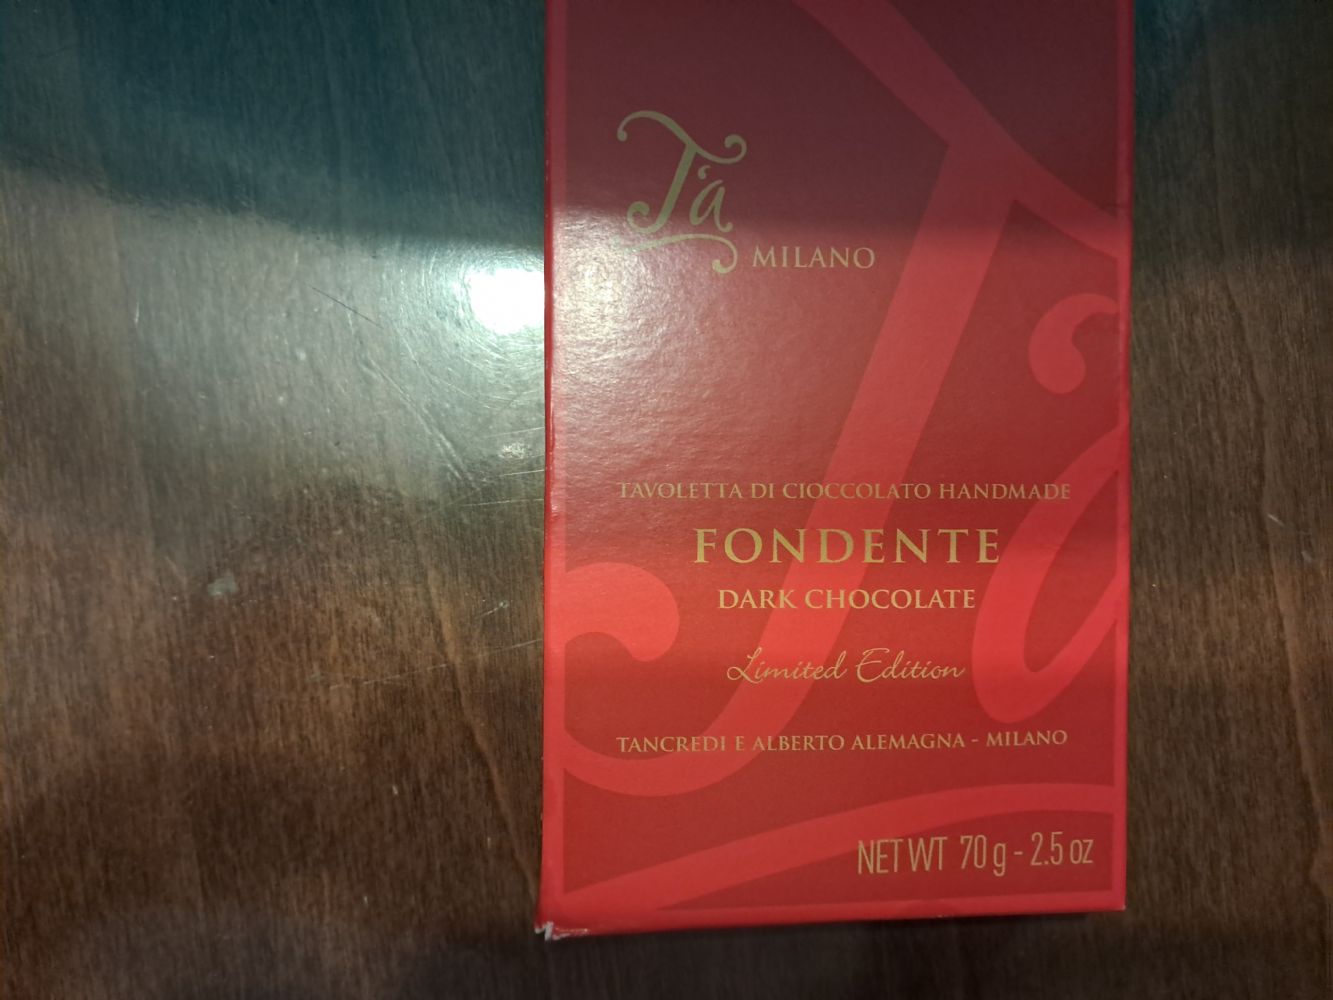 T'a
MILANO
TAVOLETTA DI CIOCCOLATO HANDMADE
FONDENTE
DARK CHOCOLATE
Limited Edition
TANCREDI E ALBERTO ALEMAGNA - MILANO
NET WT 70 g - 2.5 oz